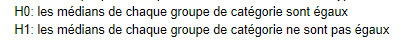 H0: les médians de chaque groupe de catégorie sont égaux
H1: les médians de chaque groupe de catégorie ne sont pas égaux